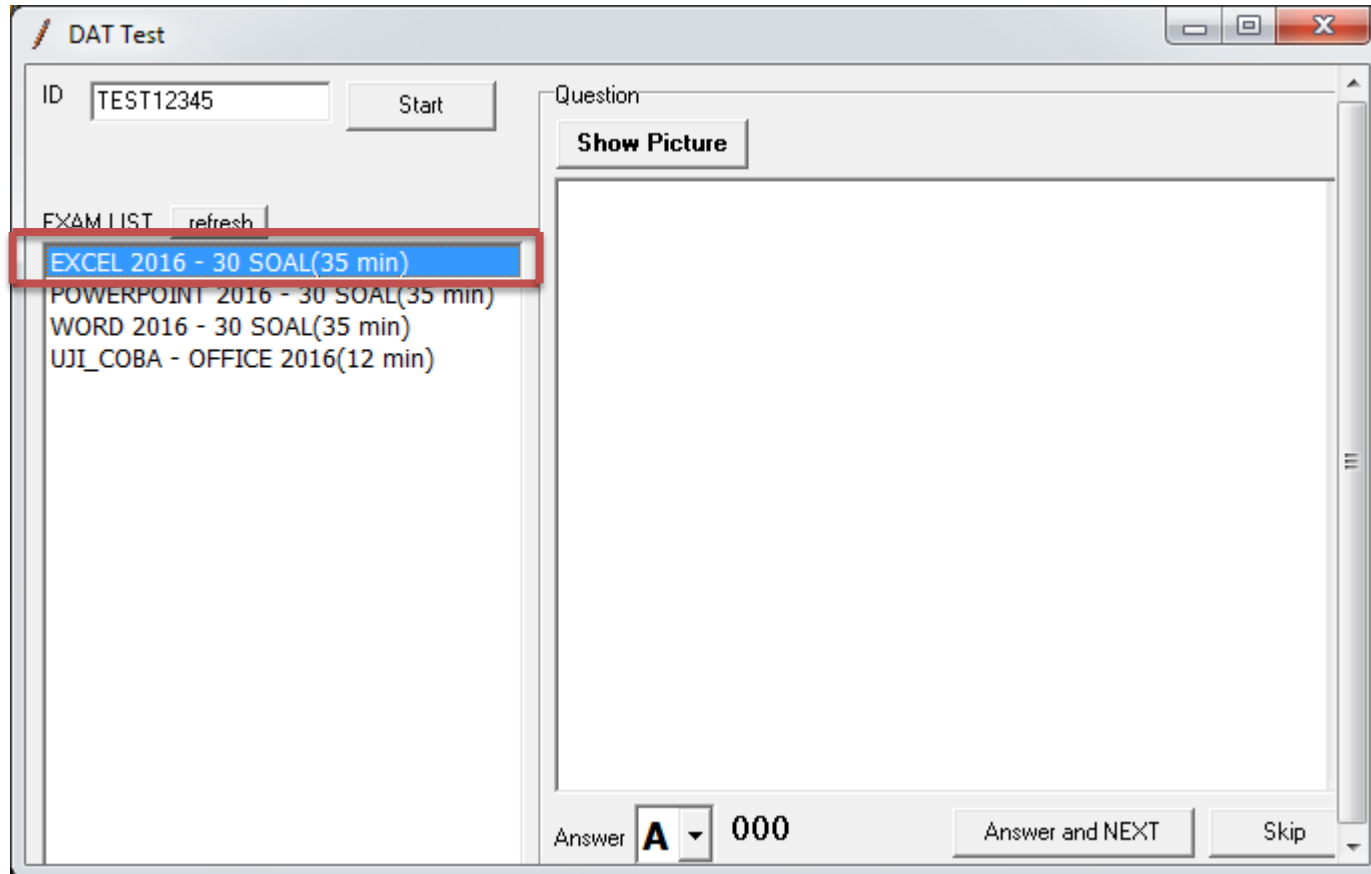 DAT Test
ID TEST12345 Start
EXAM LIST refresh
EXCEL 2016 - 30 SOAL(35 min)
POWERPOINT 2016 - 30 SOAL(35 min)
WORD 2016 - 30 SOAL(35 min)
UJI_COBA - OFFICE 2016(12 min)
Question
Show Picture
Answer A 000 Answer and NEXT Skip